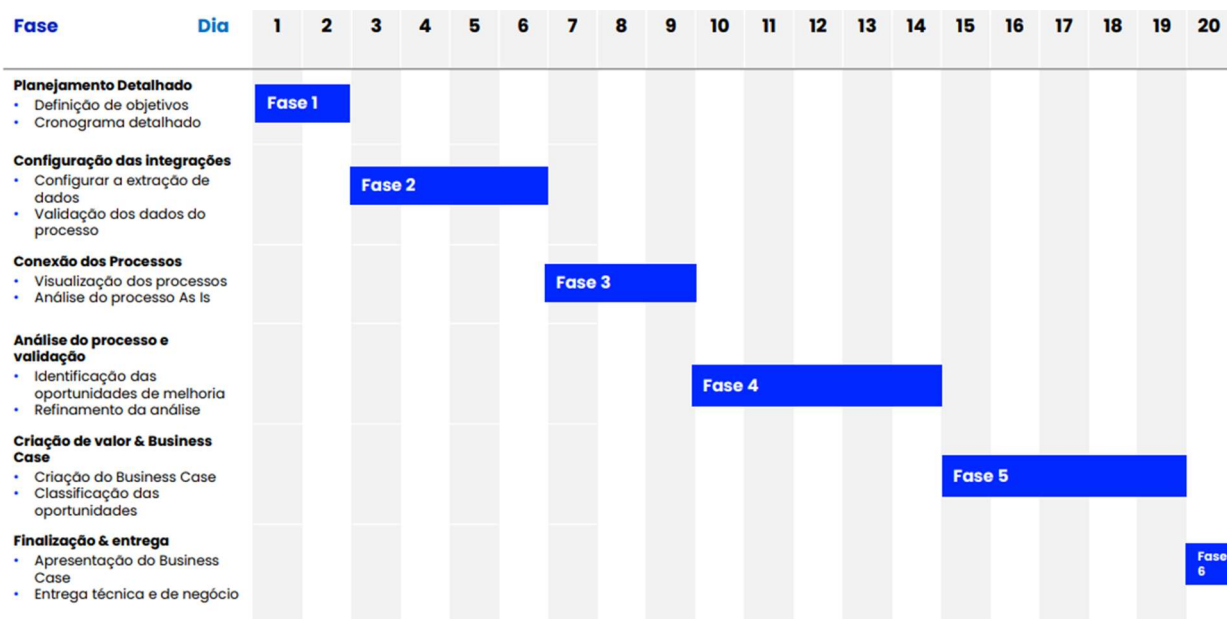 Fase Dia 1 2 3 4 5 6 7 8 9 10 11 12 13 14 15 16 17 18 19 20
Planejamento Detalhado
• Definição de objetivos
• Cronograma detalhado
Fase 1
Configuração das integrações
• Configurar a extração de
dados
• Validação dos dados do
processo
Fase 2
Conexão dos Processos
• Visualização dos processos
• Análise do processo As Is
Fase 3
Análise do processo e
validação
• Identificação das
oportunidades de melhoria
• Refinamento da análise
Fase 4
Criação de valor & Business
Case
• Criação do Business Case
• Classificação das
oportunidades
Fase 5
Finalização & entrega
• Apresentação do Business
Case
• Entrega técnica e de negócio
Fase
6